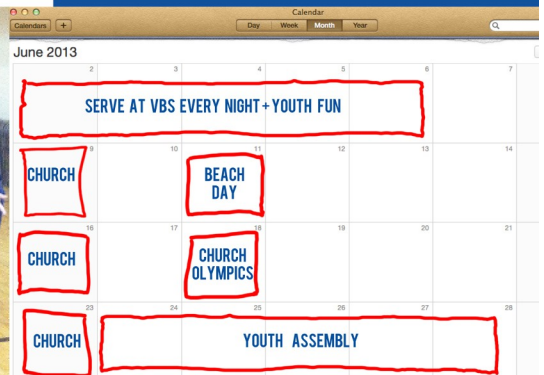 Calendar
Calendars + Day Week Month Year
June 2013
2 3 4 5 6 7
SERVE AT VBS EVERY NIGHT + YOUTH FUN
9 10 11 12 13 14
CHURCH
BEACH
DAY
16 17 18 19 20 21
CHURCH
CHURCH
OLYMPICS
23 24 25 26 27 28
CHURCH
YOUTH ASSEMBLY